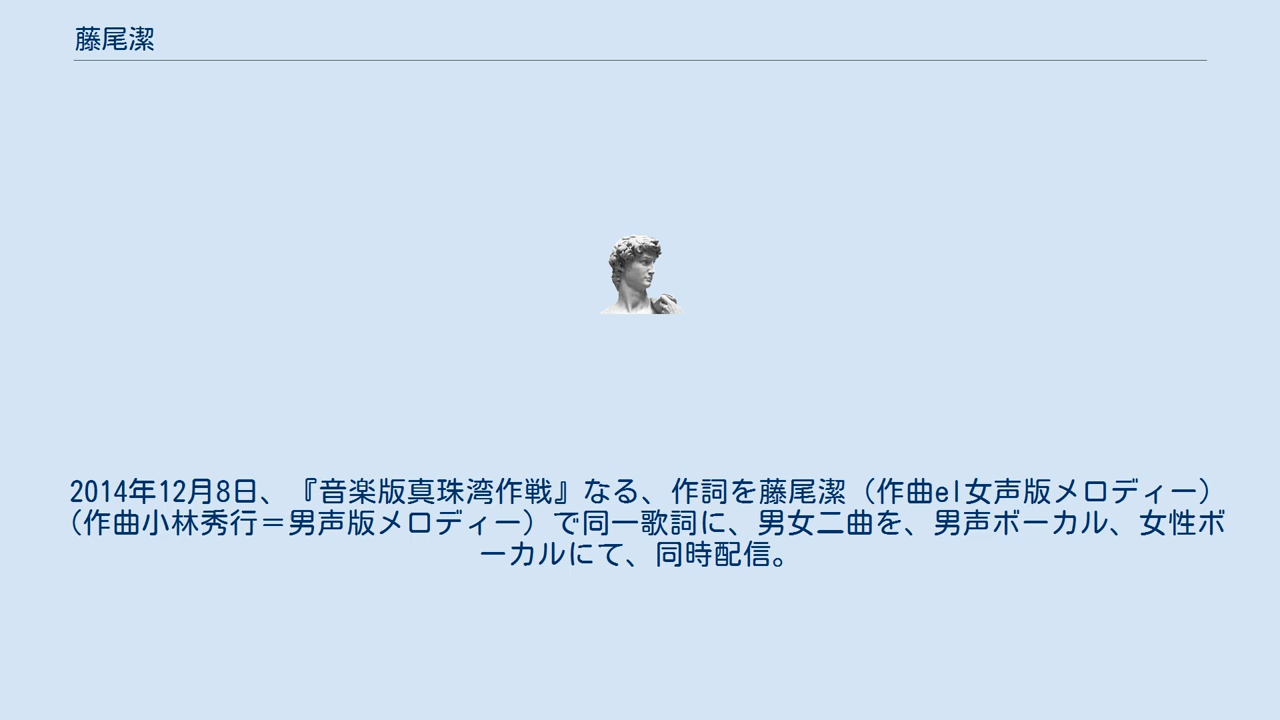 藤尾潔
2014年12月8日、『音楽版真珠湾作戦』なる、作詞を藤尾潔（作曲el女声版メロディー）
（作曲小林秀行＝男声版メロディー）で同一歌詞に、男女二曲を、男声ボーカル、女性ボ
ーカルにて、同時配信。